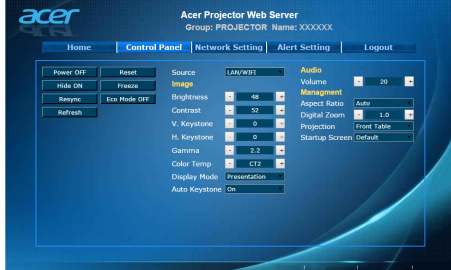 acer
Acer Projector Web Server
Group: PROJECTOR Name: XXXXXX
Home Control Panel Network Setting Alert Setting Logout
Power OFF Reset
Hide ON Freeze
Resync Eco Mode OFF
Refresh
Source LAN/WIFI
Image
Brightness - 48 +
Contrast - 52 +
V. Keystone - 0 +
H. Keystone - 0 +
Gamma - 2.2 +
Color Temp - CT2 +
Display Mode Presentation
Auto Keystone On
Audio
Volume - 20 +
Managment
Aspect Ratio Auto
Digital Zoom - 1.0 +
Projection Front Table
Startup Screen Default